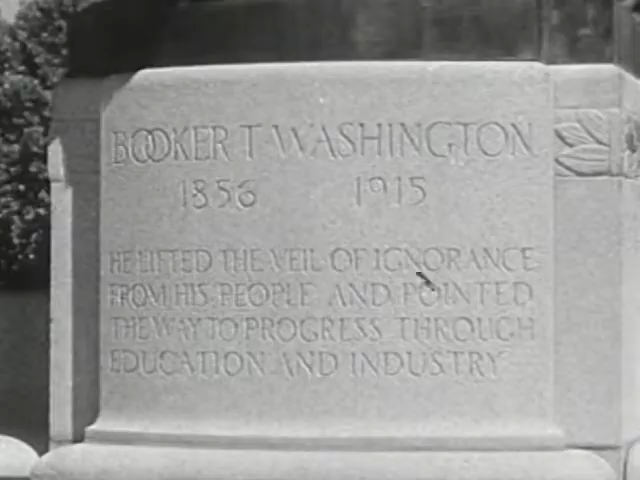 BOOKER T WASHINGTON
1856 1915
HE LIFTED THE VEIL OF IGNORANCE
FROM HIS PEOPLE AND POINTED
THE WAY TO PROGRESS THROUGH
EDUCATION AND INDUSTRY